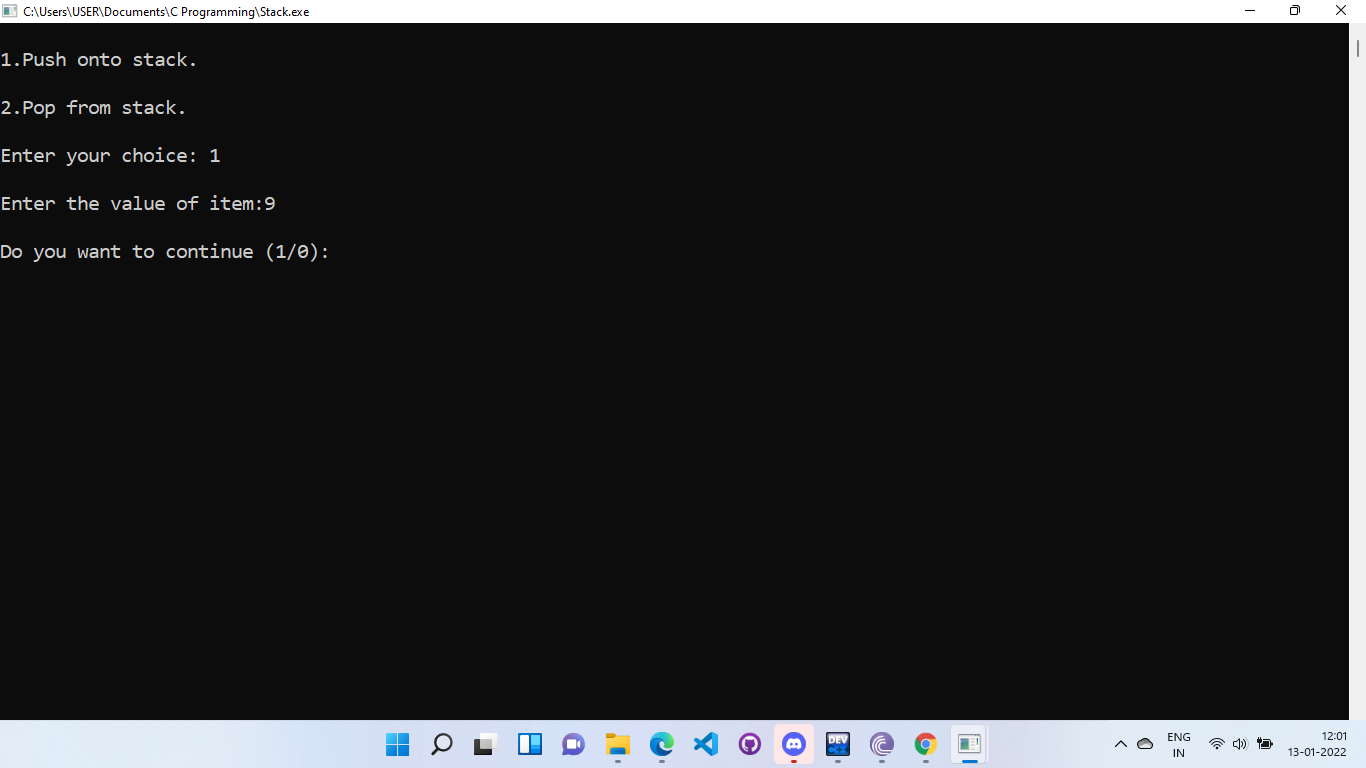 C:\Users\USER\Documents\C Programming\Stack.exe
1.Push onto stack.
2.Pop from stack.
Enter your choice: 1
Enter the value of item:9
Do you want to continue (1/0):
DEV
ENG
IN
12:01
13-01-2022